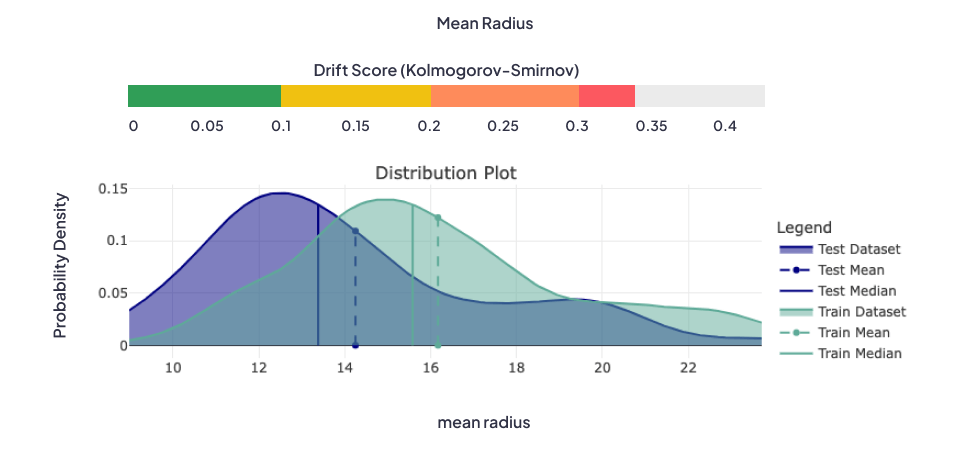 Mean Radius
Drift Score (Kolmogorov-Smirnov)
0 0.05 0.1 0.15 0.2 0.25 0.3 0.35 0.4
Distribution Plot
Probability Density
0.15
0.1
0.05
0
10 12 14 16 18 20 22
Legend
Test Dataset
Test Mean
Test Median
Train Dataset
Train Mean
Train Median
mean radius